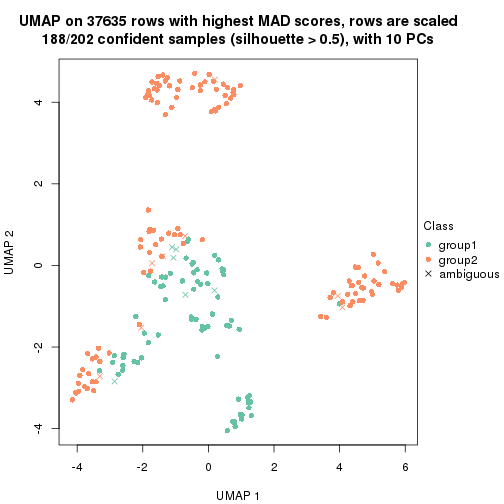 UMAP on 37635 rows with highest MAD scores, rows are scaled
188/202 confident samples (silhouette > 0.5), with 10 PCs
4
2
0
-2
-4
UMAP 2
-4
-2
0
2
4
6
UMAP 1
Class
group1
group2
ambiguous